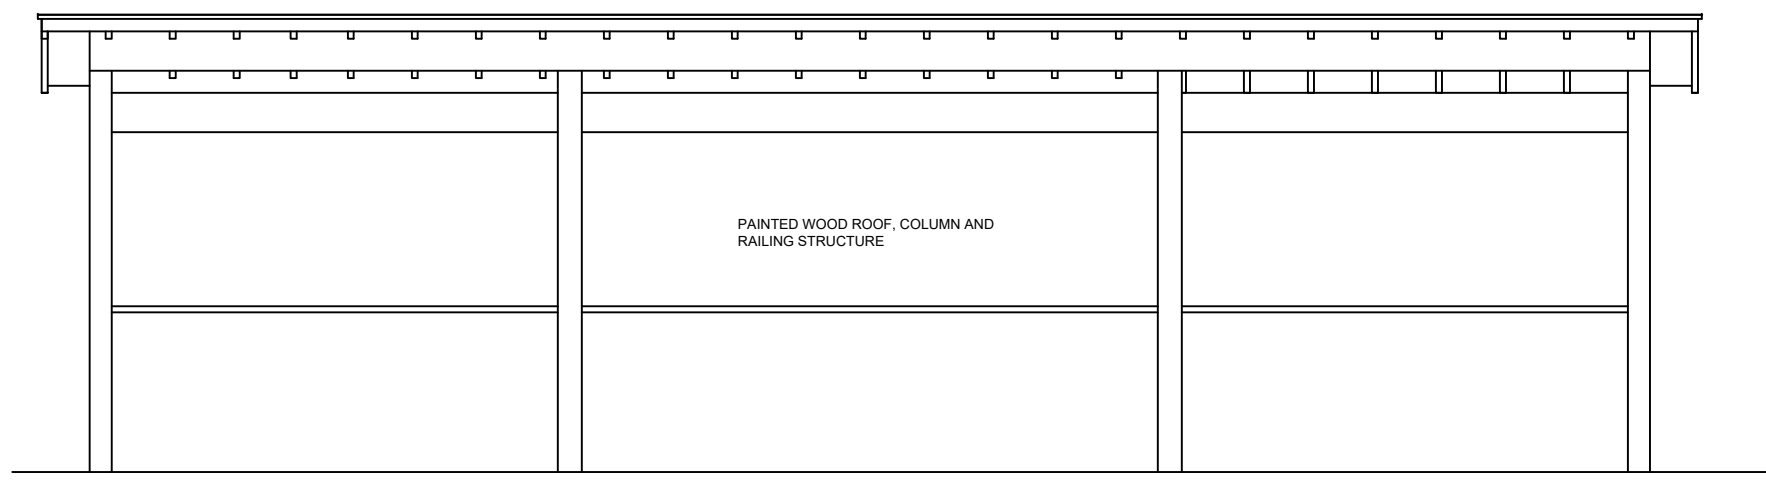 PAINTED WOOD ROOF, COLUMN AND
RAILING STRUCTURE